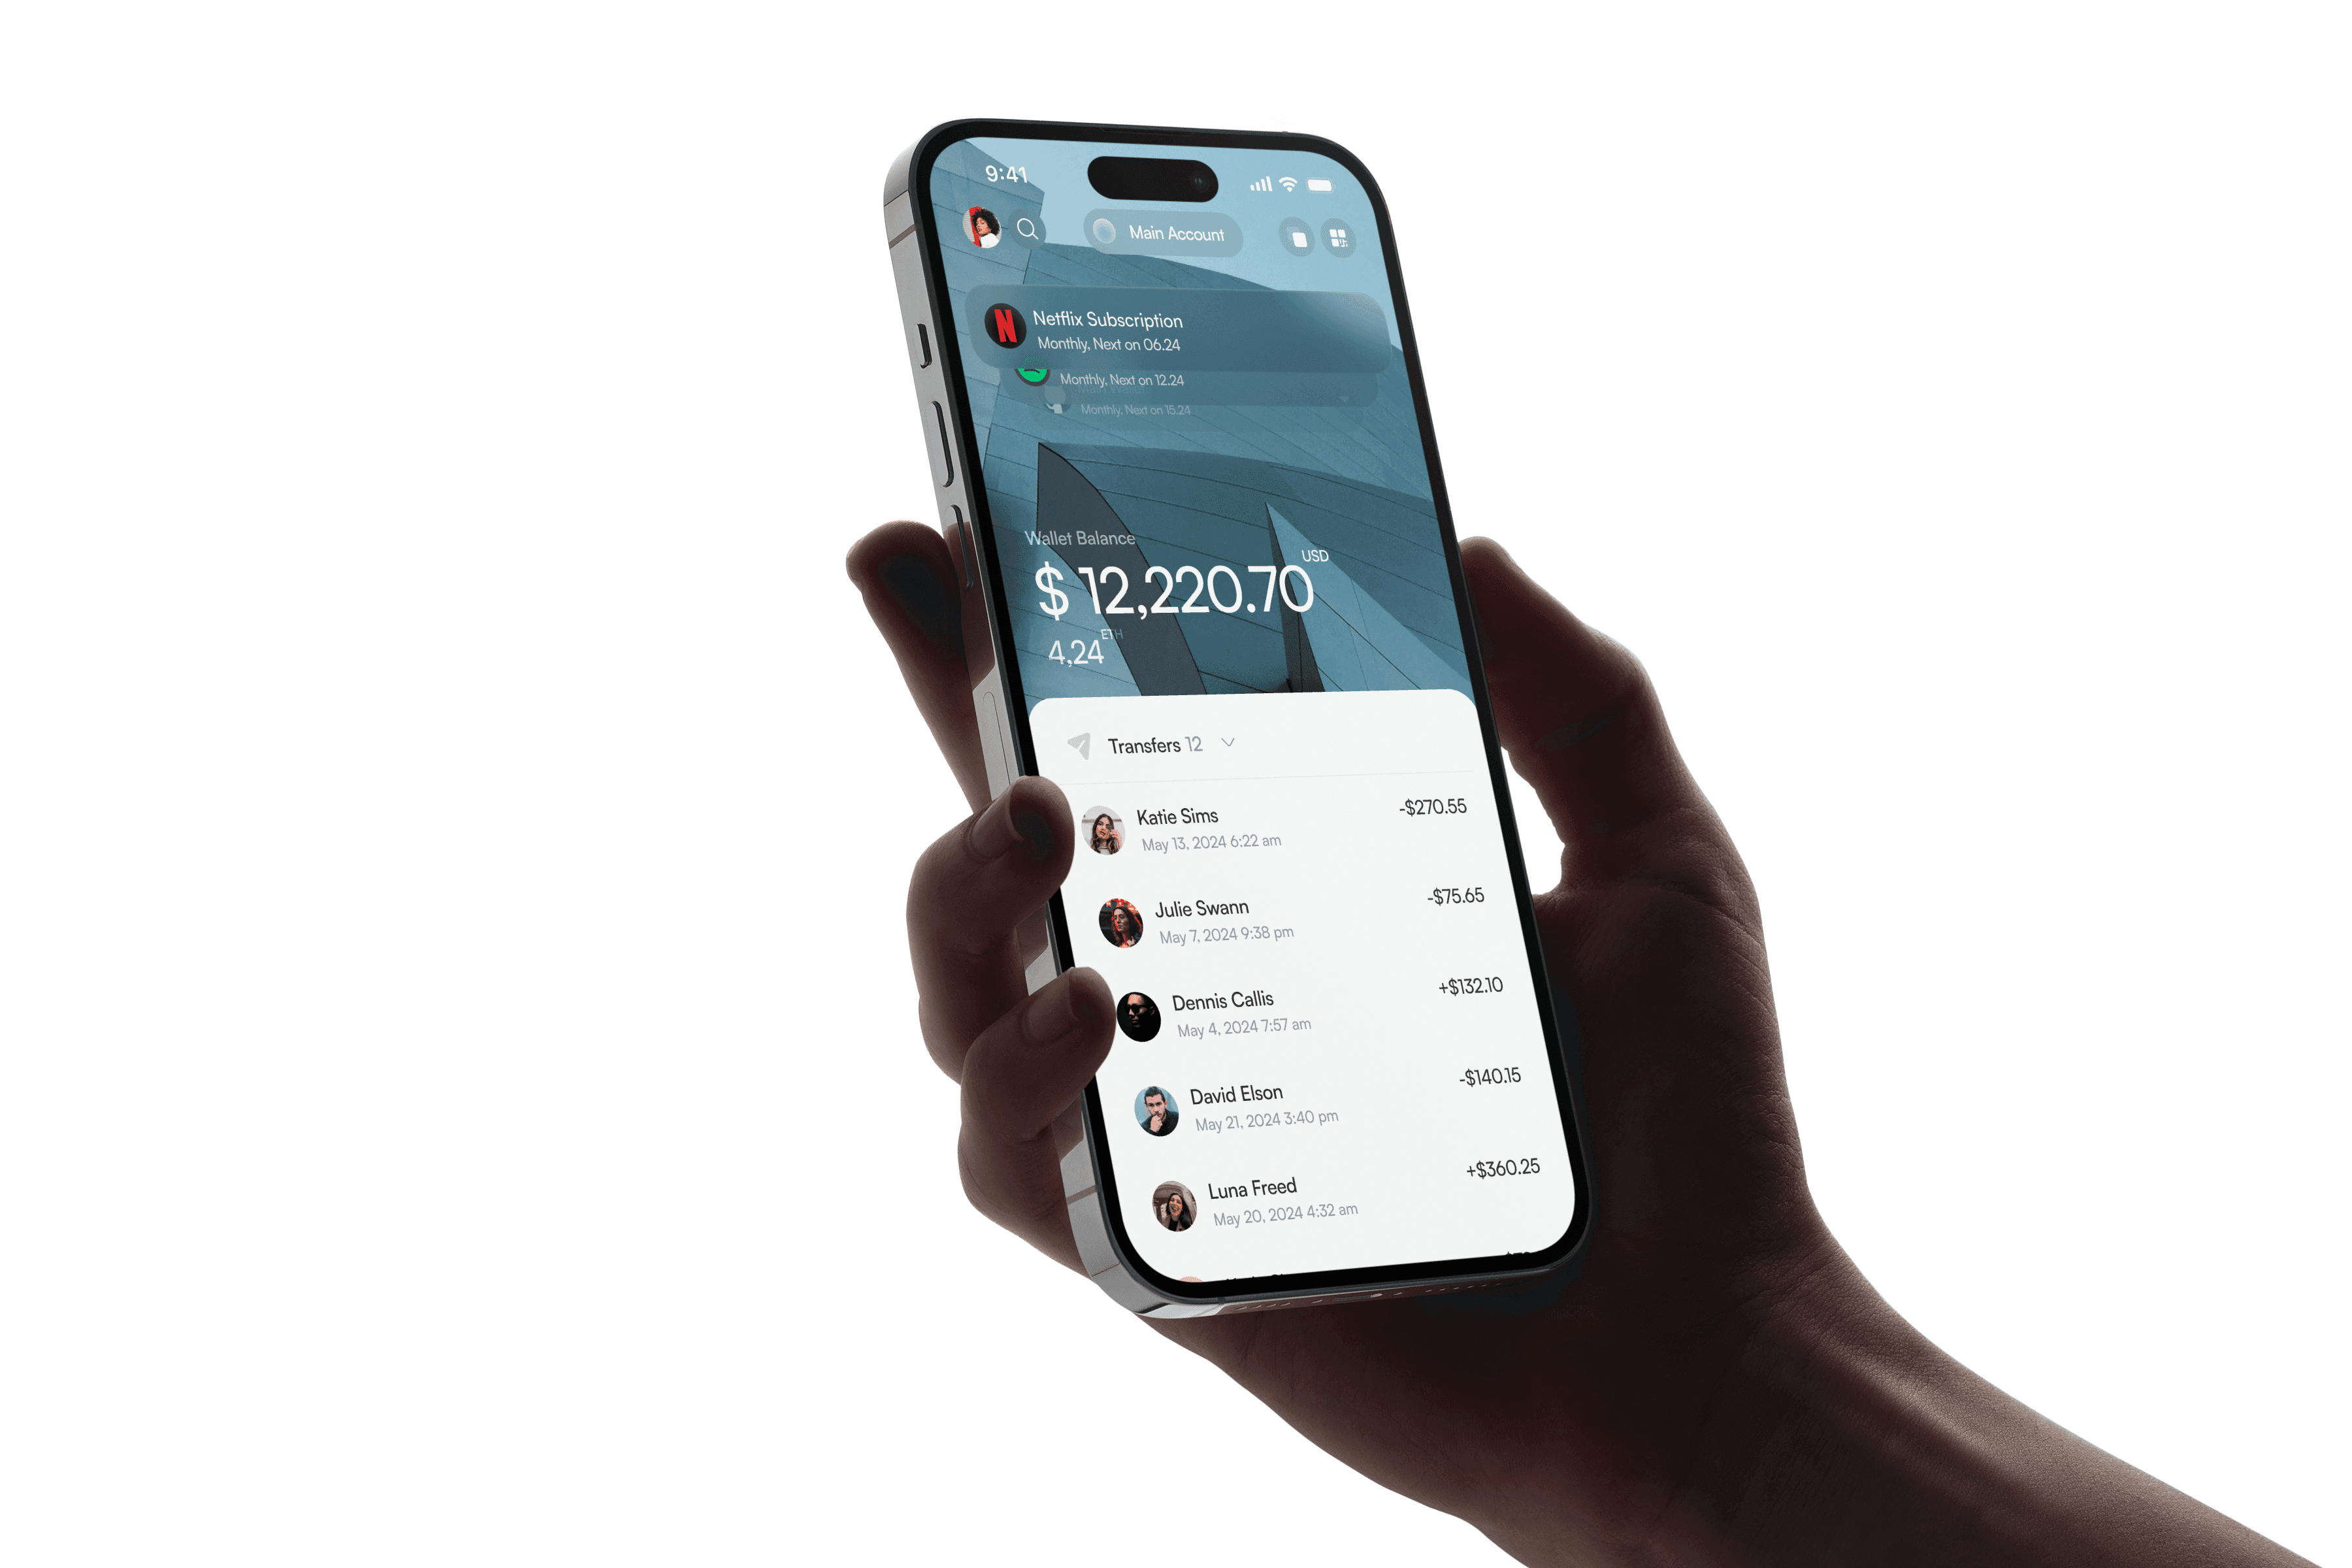 9:41
Main Account
Netflix Subscription
Monthly, Next on 06.24
Monthly, Next on 12.24
Monthly, Next on 15.24
Wallet Balance
$ 12,220.70 USD
4,24 ETH
Transfers 12
Katie Sims
-$270.55
May 13, 2024 6:22 am
Julie Swann
-$75.65
May 7, 2024 9:38 pm
Dennis Callis
+$132.10
May 4, 2024 7:57 am
David Elson
-$140.15
May 21, 2024 3:40 pm
Luna Freed
+$360.25
May 20, 2024 4:32 am